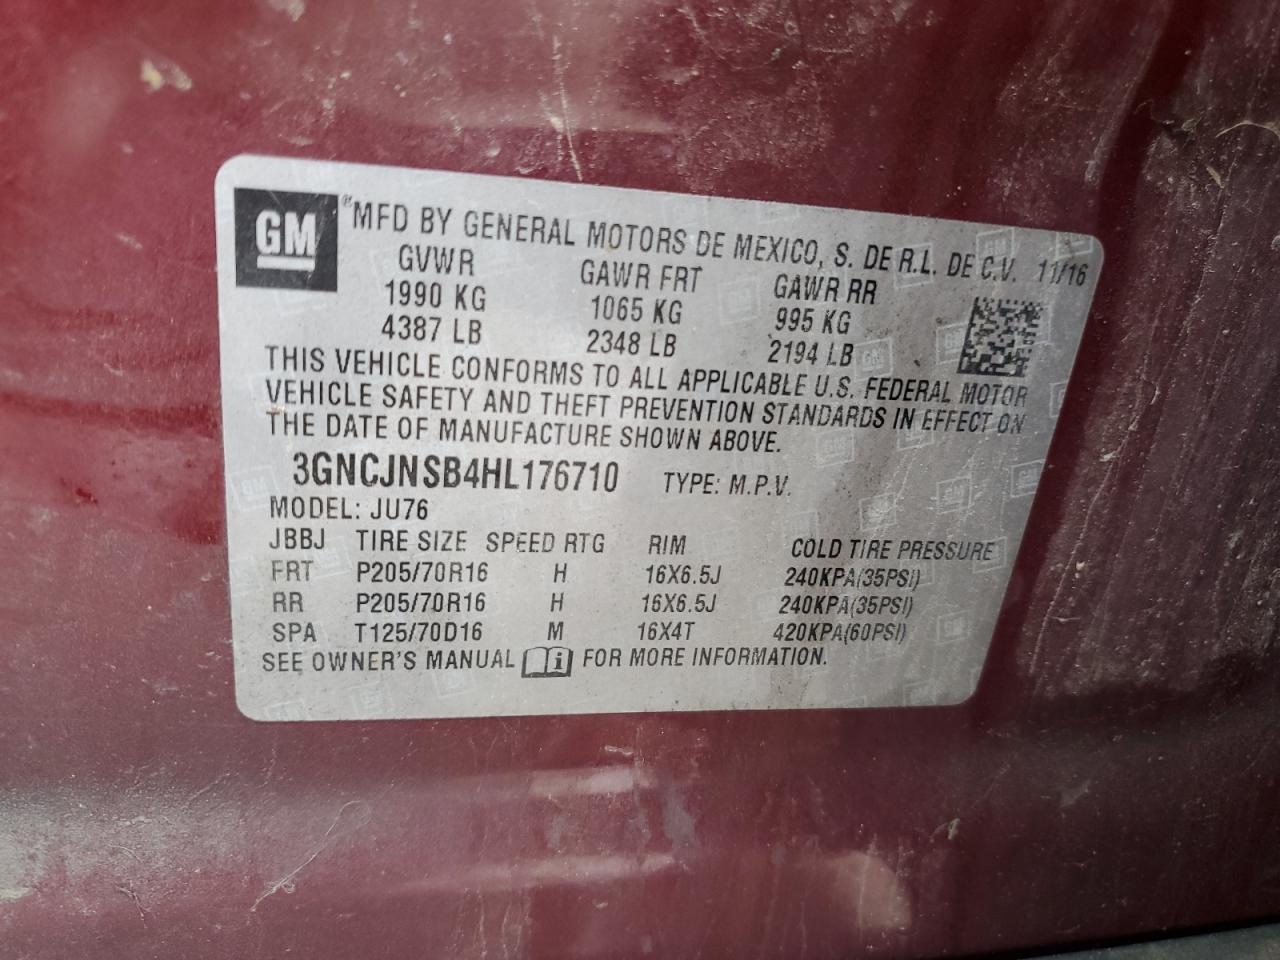 GM
®MFD BY GENERAL MOTORS DE MEXICO, S. DE R.L. DE C.V. 11/16
GVWR GAWR FRT GAWR RR
1990 KG 1065 KG 995 KG
4387 LB 2348 LB 2194 LB
THIS VEHICLE CONFORMS TO ALL APPLICABLE U.S. FEDERAL MOTOR
VEHICLE SAFETY AND THEFT PREVENTION STANDARDS IN EFFECT ON
THE DATE OF MANUFACTURE SHOWN ABOVE.
3GNCJNSB4HL176710 TYPE: M.P.V.
MODEL: JU76
JBBJ TIRE SIZE SPEED RTG RIM COLD TIRE PRESSURE
FRT P205/70R16 H 16X6.5J 240KPA(35PSI)
RR P205/70R16 H 16X6.5J 240KPA(35PSI)
SPA T125/70D16 M 16X4T 420KPA(60PSI)
SEE OWNER'S MANUAL i FOR MORE INFORMATION.